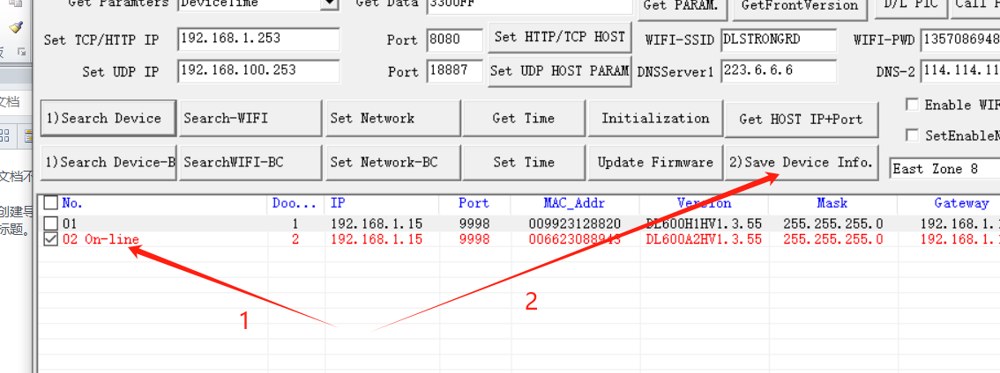 Get Paramters DeviceTime Get Data 3300FF Get PARAM. GetFrontVersion D/L PIC Call
Set TCP/HTTP IP 192.168.1.253 Port 8080 Set HTTP/TCP HOST WIFI-SSID DLSTRONGRD WIFI-PWD 1357086948
Set UDP IP 192.168.100.253 Port 18887 Set UDP HOST PARAM DNSServer1 223.6.6.6 DNS-2 114.114.11
文档
1)Search Device Search-WIFI Set Network Get Time Initialization Get HOST IP+Port Enable WIF
SetEnableN
1)Search Device-B SearchWIFI-BC Set Network-BC Set Time Update Firmware 2)Save Device Info. East Zone 8
文档不
No. Doo... IP Port MAC_Addr Version Mask Gateway
创建导
01 1 192.168.1.15 9998 009923128820 DL600H1HV1.3.55 255.255.255.0 192.168.1.1
标题。
02 On-line 2 192.168.1.15 9998 DL600A2HV1.3.55 255.255.255.0 192.168.1.1
1
2